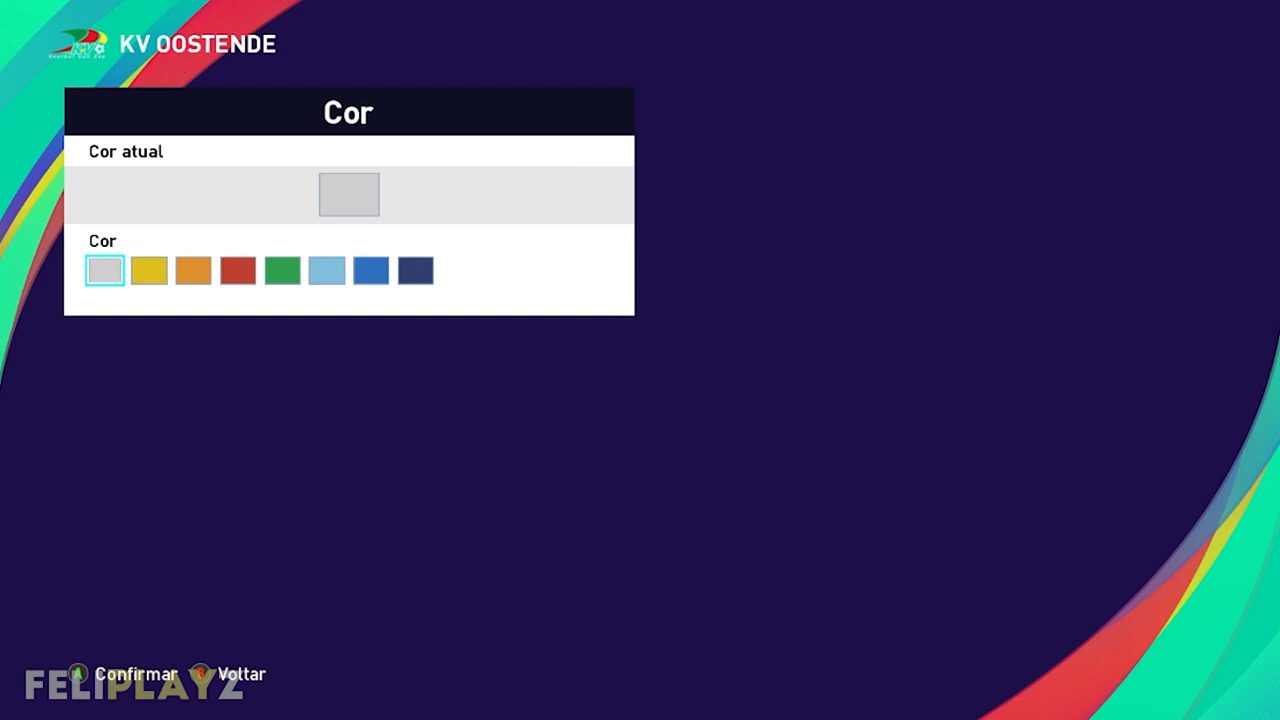 KV OOSTENDE
Cor
Cor atual
Cor
A Confirmar B Voltar
FELIPLAYZ